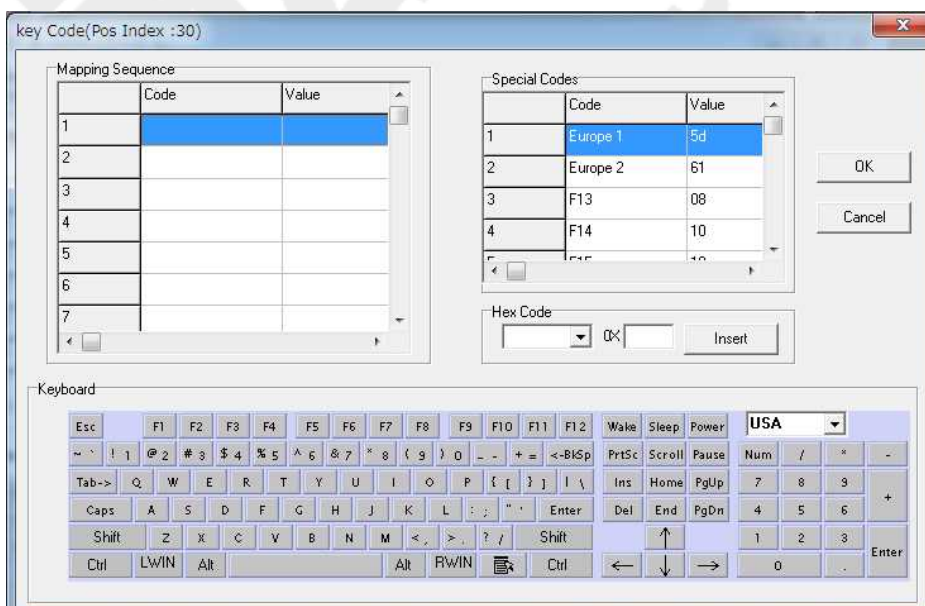 key Code(Pos Index :30)
Mapping Sequence
Code Value
1
2
3
4
5
6
7
Special Codes
Code Value
1 Europe 1 5d
2 Europe 2 61
3 F13 08
4 F14 10
OK
Cancel
Hex Code
0X Insert
Keyboard
Esc F1 F2 F3 F4 F5 F6 F7 F8 F9 F10 F11 F12 Wake Sleep Power USA
~ ` ! 1 @ 2 # 3 $ 4 % 5 ^ 6 & 7 * 8 ( 9 ) 0 _ - + = <-BkSp PrtSc Scroll Pause Num / * -
Tab-> Q W E R T Y U I O P { [ } ] | \ Ins Home PgUp 7 8 9 +
Caps A S D F G H J K L : ; " ' Enter Del End PgDn 4 5 6
Shift Z X C V B N M < , > . ? / Shift ↑ 1 2 3 Enter
Ctrl LWIN Alt Alt RWIN Ctrl ← ↓ → 0 .